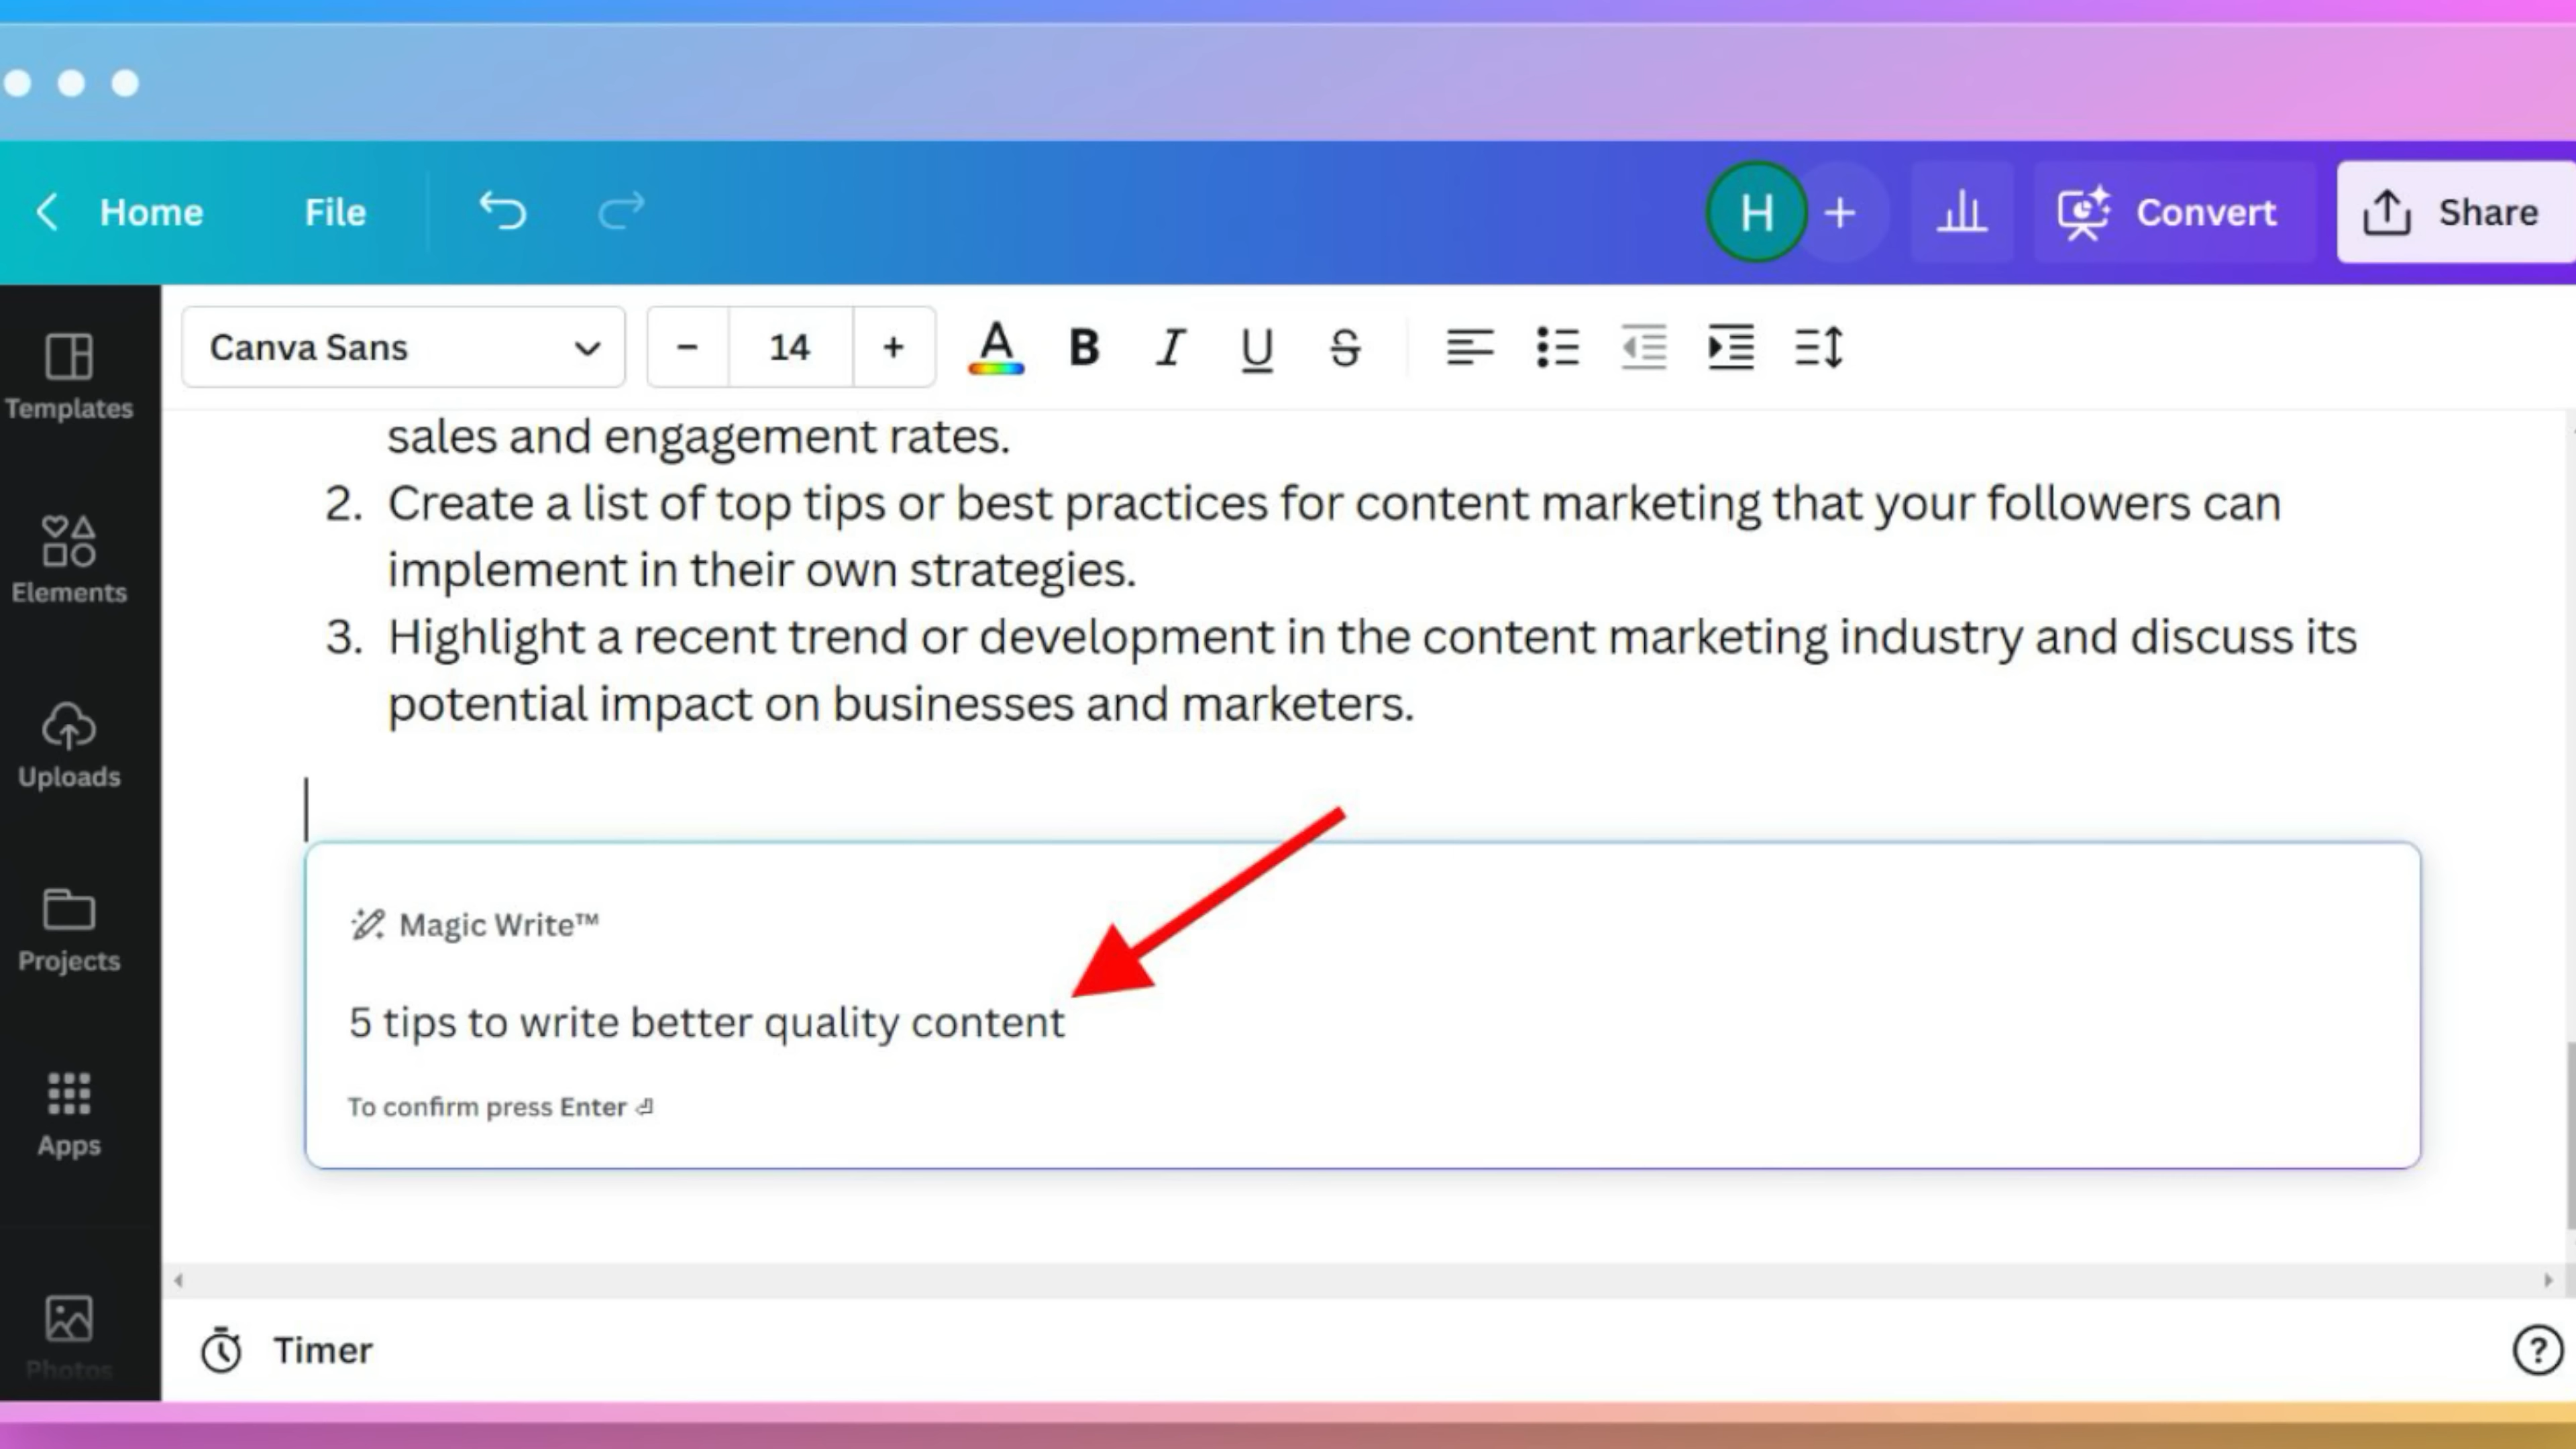 Home File H + Convert Share
Canva Sans - 14 + A B I U S
Templates
Elements
Uploads
Projects
Apps
Photos
sales and engagement rates.
2. Create a list of top tips or best practices for content marketing that your followers can
implement in their own strategies.
3. Highlight a recent trend or development in the content marketing industry and discuss its
potential impact on businesses and marketers.
Magic Write™
5 tips to write better quality content
To confirm press Enter ⏎
Timer ?